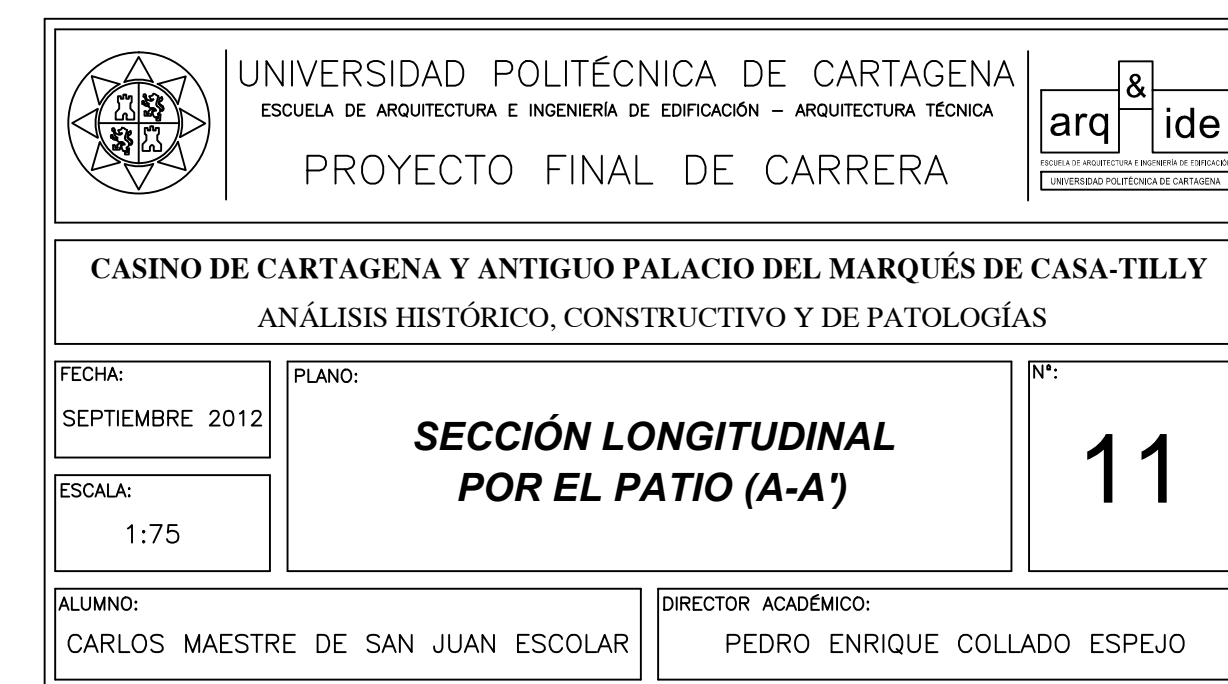 UNIVERSIDAD POLITÉCNICA DE CARTAGENA
ESCUELA DE ARQUITECTURA E INGENIERÍA DE EDIFICACIÓN – ARQUITECTURA TÉCNICA
PROYECTO FINAL DE CARRERA
&
arq ide
ESCUELA DE ARQUITECTURA E INGENIERÍA DE EDIFICACIÓN
UNIVERSIDAD POLITÉCNICA DE CARTAGENA
CASINO DE CARTAGENA Y ANTIGUO PALACIO DEL MARQUÉS DE CASA-TILLY
ANÁLISIS HISTÓRICO, CONSTRUCTIVO Y DE PATOLOGÍAS
FECHA:
SEPTIEMBRE 2012
PLANO:
SECCIÓN LONGITUDINAL
POR EL PATIO (A-A')
Nª:
11
ESCALA:
1:75
ALUMNO:
CARLOS MAESTRE DE SAN JUAN ESCOLAR
DIRECTOR ACADÉMICO:
PEDRO ENRIQUE COLLADO ESPEJO